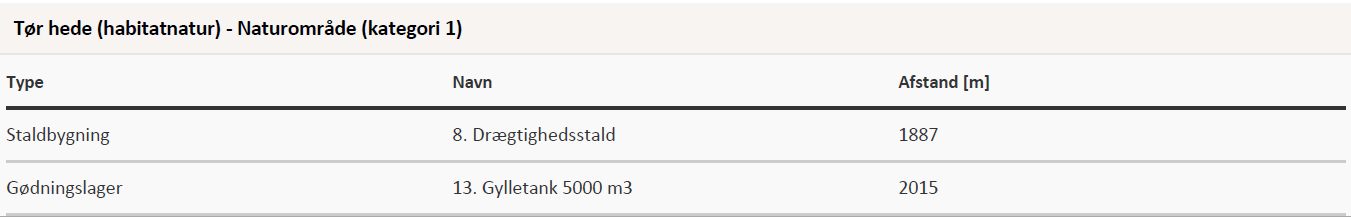 Tør hede (habitatnatur) - Naturområde (kategori 1)
Type Navn Afstand [m]
Staldbygning 8. Drægtighedsstald 1887
Gødningslager 13. Gylletank 5000 m3 2015